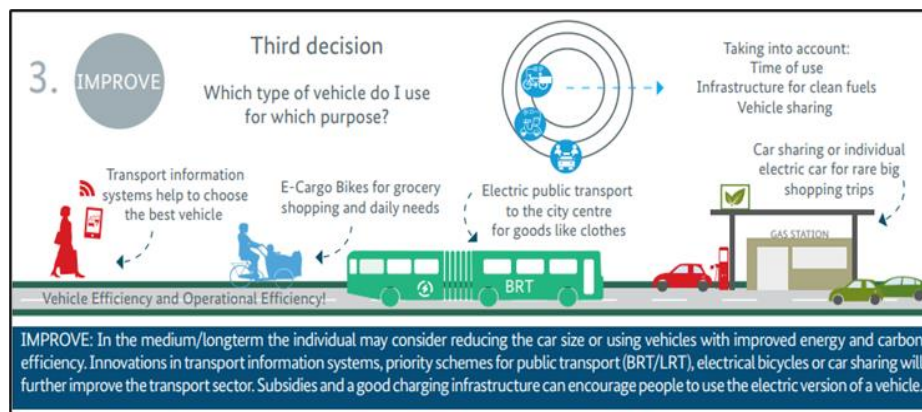 3.
IMPROVE
Third decision
Which type of vehicle do I use
for which purpose?
Taking into account:
Time of use
Infrastructure for clean fuels
Vehicle sharing
Transport information
systems help to choose
the best vehicle
E-Cargo Bikes for grocery
shopping and daily needs
Electric public transport
to the city centre
for goods like clothes
Car sharing or individual
electric car for rare big
shopping trips
GAS STATION
BRT
Vehicle Efficiency and Operational Efficiency!
IMPROVE: In the medium/longterm the individual may consider reducing the car size or using vehicles with improved energy and carbon
efficiency. Innovations in transport information systems, priority schemes for public transport (BRT/LRT), electrical bicycles or car sharing will
further improve the transport sector. Subsidies and a good charging infrastructure can encourage people to use the electric version of a vehicle.